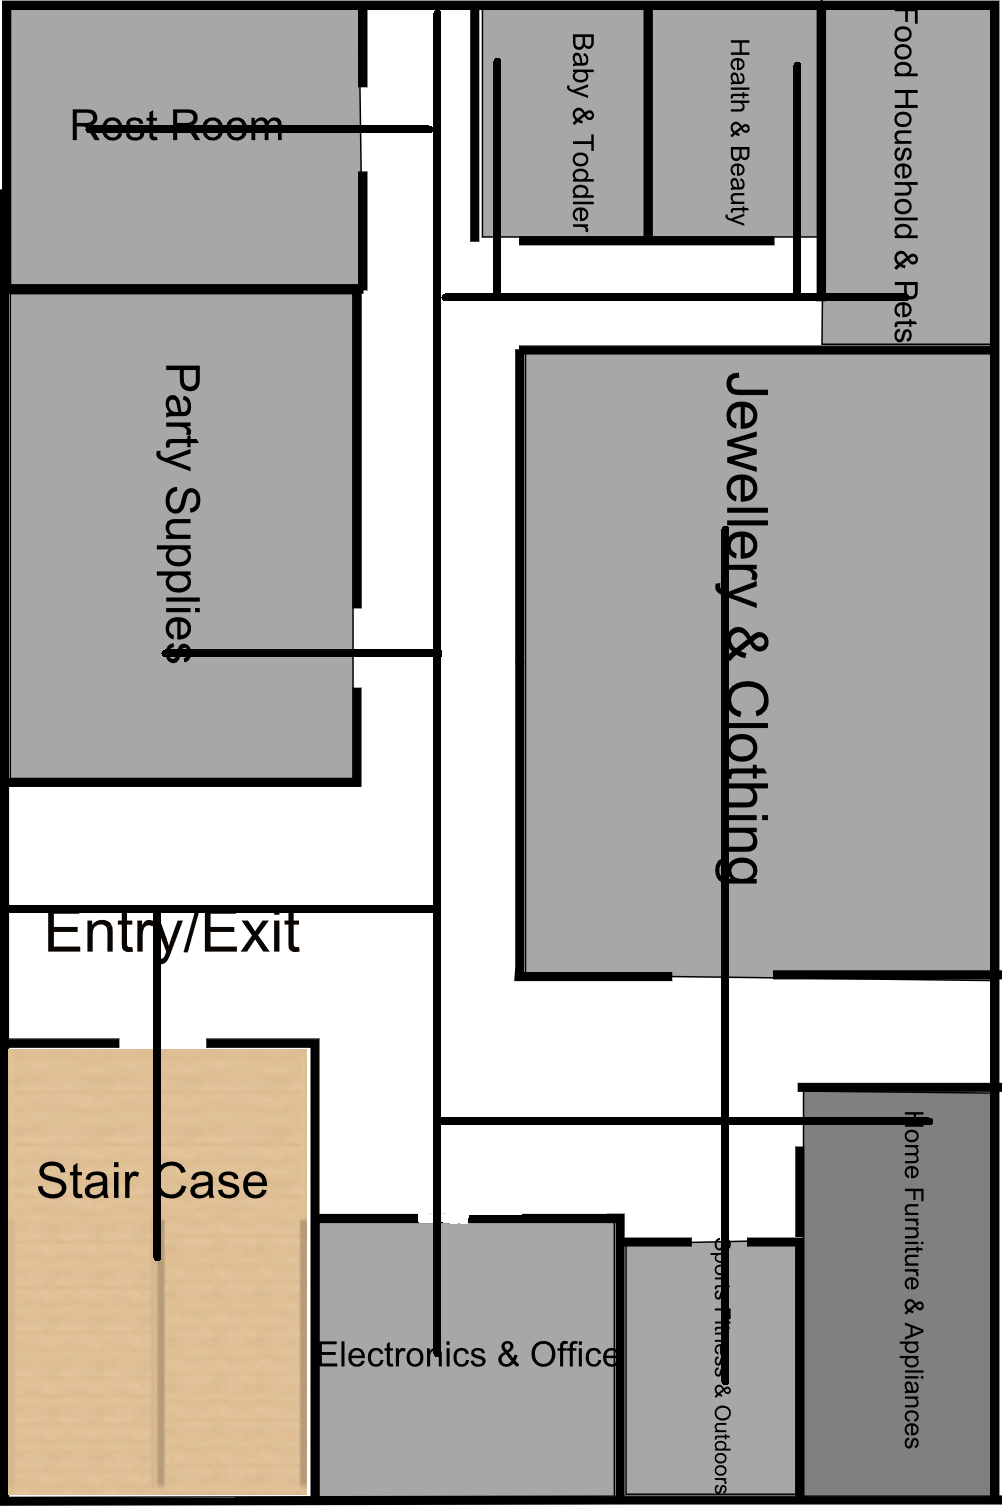 Rest Room
Baby & Toddler
Health & Beauty
Food Household & Pets
Party Supplies
Jewellery & Clothing
Entry/Exit
Stair Case
Electronics & Office
Sports Fitness & Outdoors
Home Furniture & Appliances